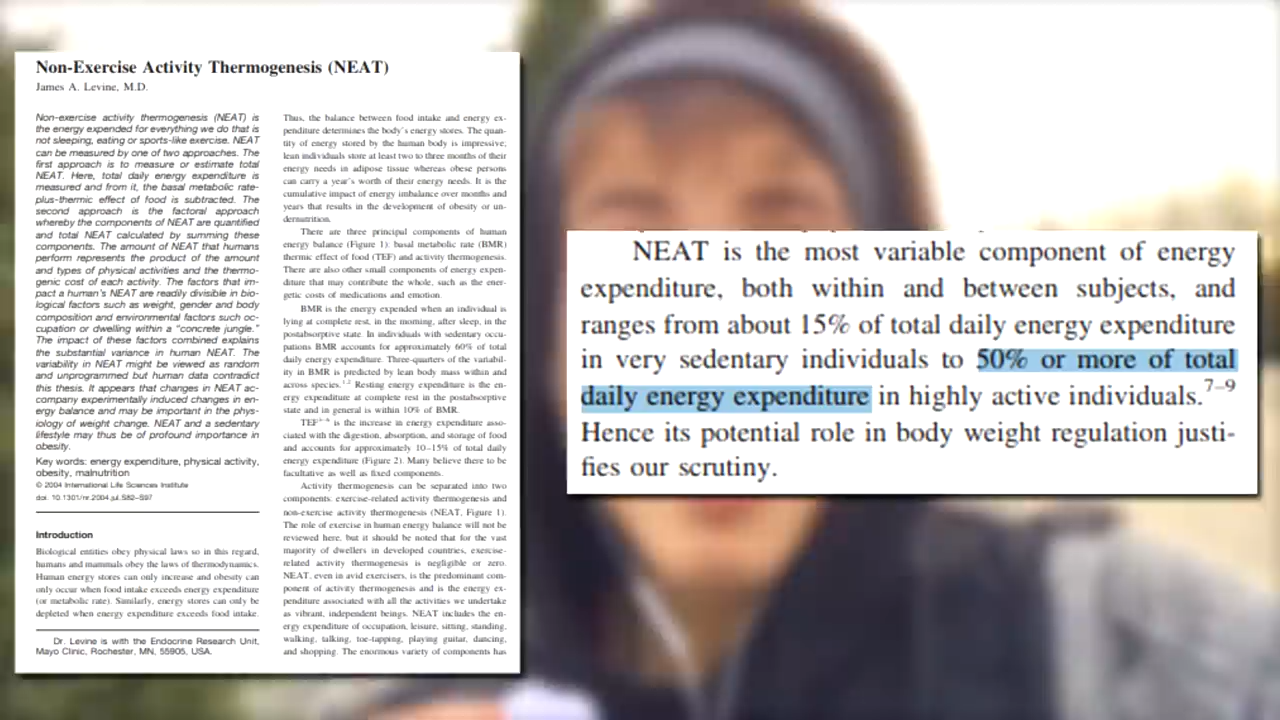 Non-Exercise Activity Thermogenesis (NEAT)
James A. Levine, M.D.
Non-exercise activity thermogenesis (NEAT) is
the energy expended for everything we do that is
not sleeping, eating or sports-like exercise. NEAT
can be measured by one of two approaches. The
first approach is to measure or estimate total
NEAT. Here, total daily energy expenditure is
measured and from it, the basal metabolic rate-
plus-thermic effect of food is subtracted. The
second approach is the factoral approach
whereby the components of NEAT are quantified
and total NEAT calculated by summing these
components. The amount of NEAT that humans
perform represents the product of the amount
and types of physical activities and the thermo-
genic cost of each activity. The factors that im-
pact a human's NEAT are readily divisible in bio-
logical factors such as weight, gender and body
composition and environmental factors such oc-
cupation or dwelling within a "concrete jungle."
The impact of these factors combined explains
the substantial variance in human NEAT. The
variability in NEAT might be viewed as random
and unprogrammed but human data contradict
this thesis. It appears that changes in NEAT ac-
company experimentally induced changes in en-
ergy balance and may be important in the phys-
iology of weight change. NEAT and a sedentary
lifestyle may thus be of profound importance in
obesity.
Key words: energy expenditure, physical activity,
obesity, malnutrition
© 2004 International Life Sciences Institute
doi: 10.1301/nr.2004.jul.S82–S97
Introduction
Biological entities obey physical laws so in this regard,
humans and mammals obey the laws of thermodynamics.
Human energy stores can only increase and obesity can
only occur when food intake exceeds energy expenditure
(or metabolic rate). Similarly, energy stores can only be
depleted when energy expenditure exceeds food intake.
Dr. Levine is with the Endocrine Research Unit,
Mayo Clinic, Rochester, MN, 55905, USA.
Thus, the balance between food intake and energy ex-
penditure determines the body's energy stores. The quan-
tity of energy stored by the human body is impressive;
lean individuals store at least two to three months of their
energy needs in adipose tissue whereas obese persons
can carry a year's worth of their energy needs. It is the
cumulative impact of energy imbalance over months and
years that results in the development of obesity or un-
dernutrition.
There are three principal components of human
energy balance (Figure 1): basal metabolic rate (BMR)
thermic effect of food (TEF) and activity thermogenesis.
There are also other small components of energy expen-
diture that may contribute the whole, such as the ener-
getic costs of medications and emotion.
BMR is the energy expended when an individual is
lying at complete rest, in the morning, after sleep, in the
postabsorptive state. In individuals with sedentary occu-
pations BMR accounts for approximately 60% of total
daily energy expenditure. Three-quarters of the variabil-
ity in BMR is predicted by lean body mass within and
across species.1,2 Resting energy expenditure is the en-
ergy expenditure at complete rest in the postabsorptive
state and in general is within 10% of BMR.
TEF is the increase in energy expenditure asso-
ciated with the digestion, absorption, and storage of food
and accounts for approximately 10–15% of total daily
energy expenditure (Figure 2). Many believe there to be
facultative as well as fixed components.
Activity thermogenesis can be separated into two
components: exercise-related activity thermogenesis and
non-exercise activity thermogenesis (NEAT, Figure 1).
The role of exercise in human energy balance will not be
reviewed here, but it should be noted that for the vast
majority of dwellers in developed countries, exercise-
related activity thermogenesis is negligible or zero.
NEAT, even in avid exercisers, is the predominant com-
ponent of activity thermogenesis and is the energy ex-
penditure associated with all the activities we undertake
as vibrant, independent beings. NEAT includes the en-
ergy expenditure of occupation, leisure, sitting, standing,
walking, talking, toe-tapping, playing guitar, dancing,
and shopping. The enormous variety of components has
NEAT is the most variable component of energy
expenditure, both within and between subjects, and
ranges from about 15% of total daily energy expenditure
in very sedentary individuals to 50% or more of total
daily energy expenditure in highly active individuals.7–9
Hence its potential role in body weight regulation justi-
fies our scrutiny.